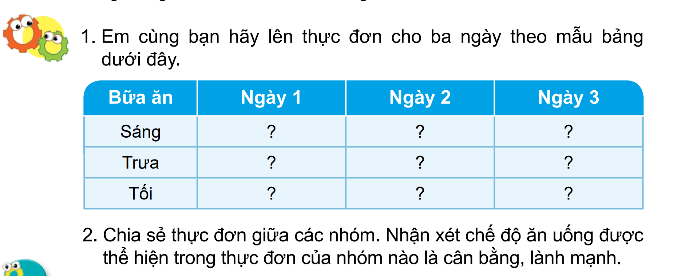 1. Em cùng bạn hãy lên thực đơn cho ba ngày theo mẫu bảng
dưới đây.
Bữa ăn Ngày 1 Ngày 2 Ngày 3
Sáng ? ? ?
Trưa ? ? ?
Tối ? ? ?
2. Chia sẻ thực đơn giữa các nhóm. Nhận xét chế độ ăn uống được
thể hiện trong thực đơn của nhóm nào là cân bằng, lành mạnh.